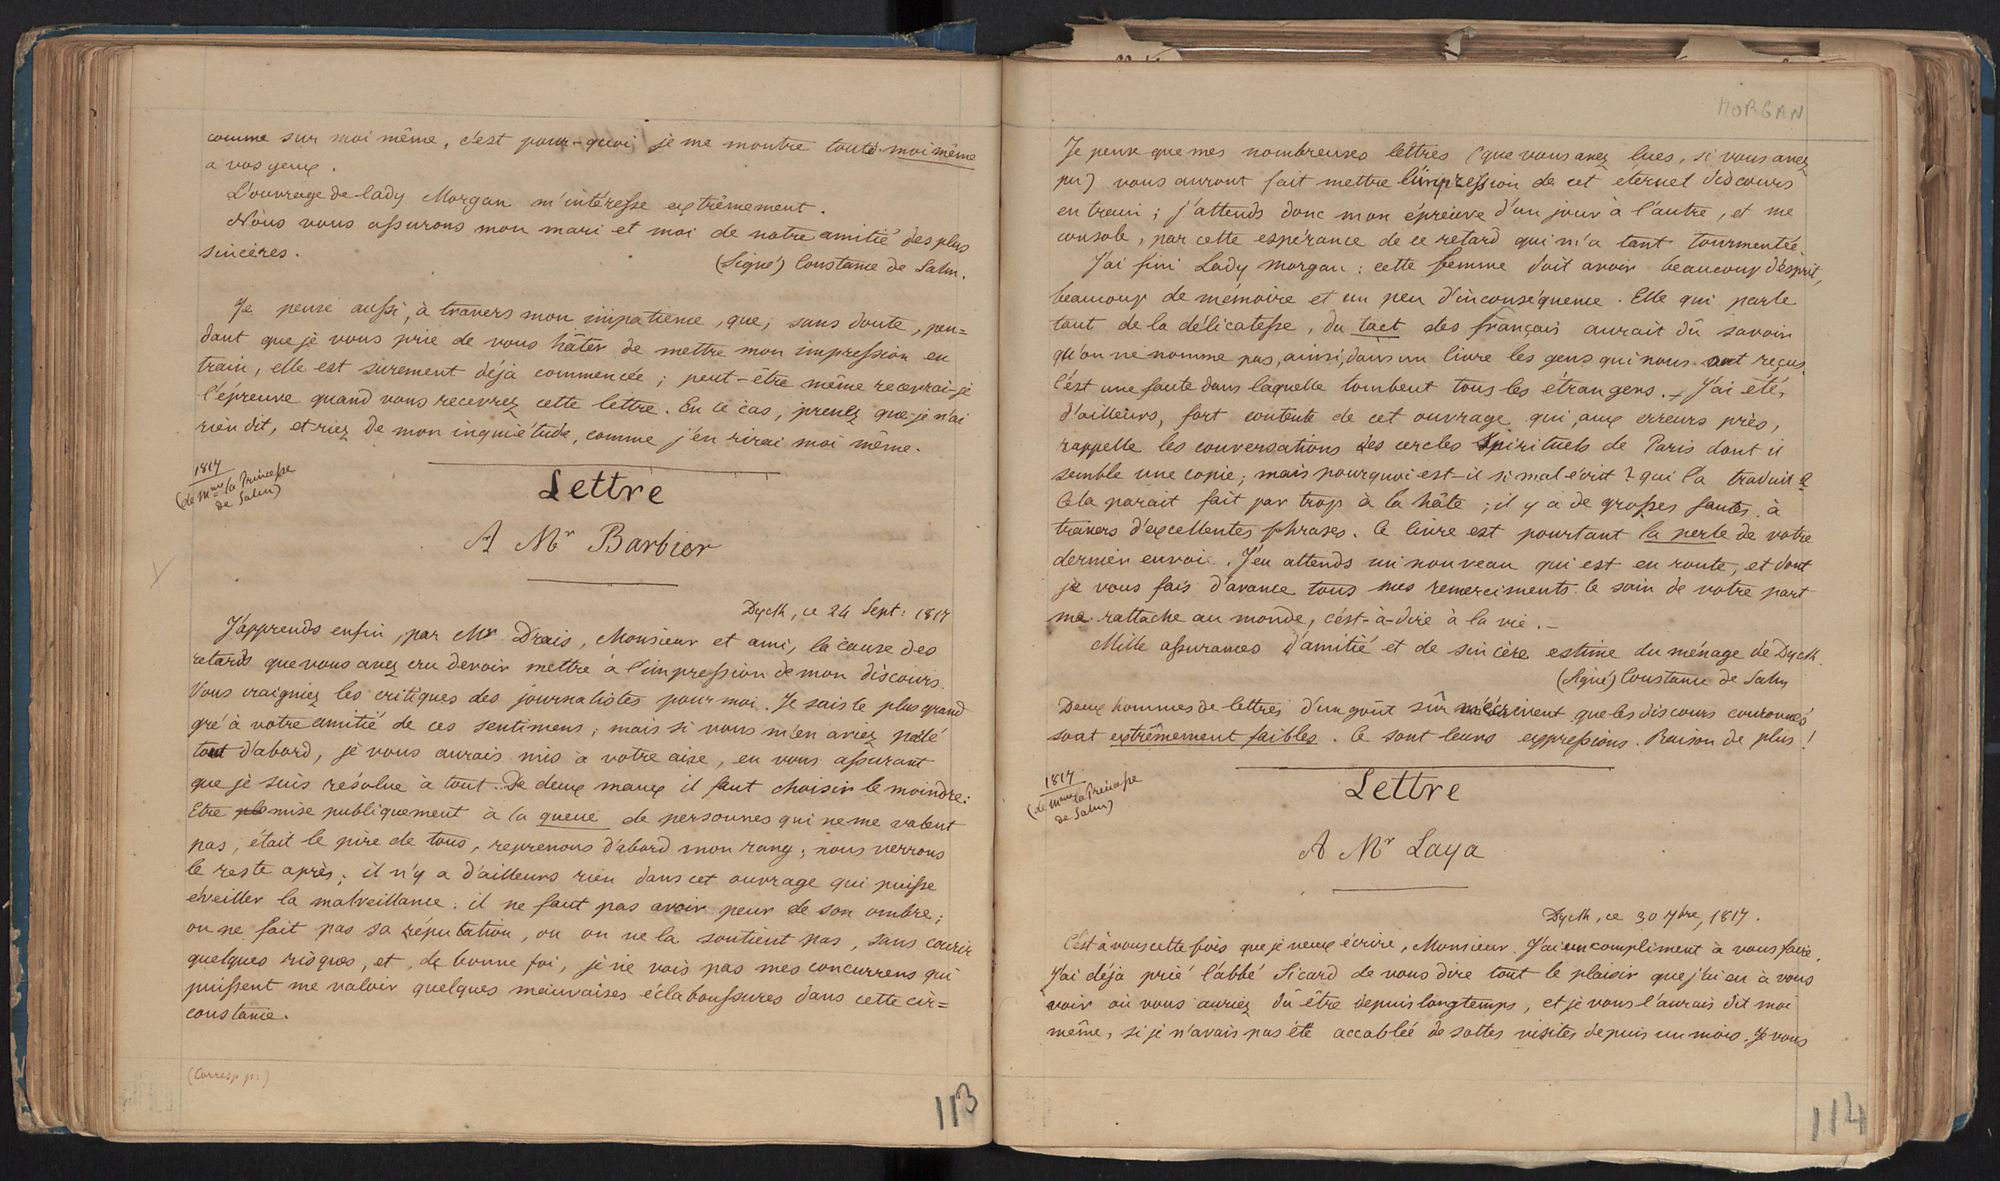 comme sur moi même, c'est pour-quoi je me montre toute moi même
a vos yeux.
L'ouvrage de lady Morgan m'intéresse extrêmement.
Nous vous assurons mon mari et moi de notre amitié des plus
sincères.
(Signé) Constance de Salm.
Je pense aussi, à travers mon impatience, que, sans doute, pen=
dant que je vous prie de vous hâter de mettre mon impression en
train, elle est surement déjà commencée; peut-être même recevrai-je
l'épreuve quand vous recevrez cette lettre. En ce cas, prenez que je n'ai
rien dit, et riez de mon inquiétude, comme j'en rirai moi même.
1817
(de Mme la Princesse
de Salm)
Lettre
A Mr Barbier
Dyck, ce 24 Sept: 1817
J'apprends enfin, par Mr Drais, Monsieur et ami, la cause des
retards que vous avez cru devoir mettre à l'impression de mon discours.
Vous craigniez les critiques des journalistes pour moi. Je sais le plus grand
gré à votre amitié de ces sentimens; mais si vous m'en aviez parlé
tout d'abord, je vous aurais mis à votre aise, en vous assurant
que je suis résolue à tout. De deux maux il faut choisir le moindre:
Etre mise publiquement à la queue de personnes qui ne me valent
pas, était le pire de tous, reprenons d'abord mon rang; nous verrons
le reste après; il n'y a d'ailleurs rien dans cet ouvrage qui puisse
éveiller la malveillance: il ne faut pas avoir peur de son ombre;
on ne fait pas sa réputation, ou on ne la soutient pas, sans courir
quelques risques, et, de bonne foi, je ne vois pas mes concurrens qui
puissent me valoir quelques mauvaises éclaboussures dans cette cir=
constance.
(Corresp. pr)
113
MORGAN
Je pense que mes nombreuses lettres (que vous avez lues, si vous avez
pu) vous auront fait mettre l'impression de cet eternel discours
en train; j'attends donc mon épreuve d'un jour à l'autre, et me
console, par cette espérance de ce retard qui m'a tant tourmentée.
J'ai fini Lady Morgan: cette femme doit avoir beaucoup d'esprit,
beaucoup de mémoire et un peu d'inconséquence. Elle qui parle
tant de la délicatesse, du tact des français aurait dû savoir
qu'on ne nomme pas, ainsi, dans un livre les gens qui nous ont reçus.
C'est une faute dans laquelle tombent tous les étrangers. J'ai été,
d'ailleurs, fort contente de cet ouvrage qui, aux erreurs près,
rappelle les conversations des cercles spirituels de Paris dont il
semble une copie; mais pourquoi est-il si mal écrit? qui l'a traduit?
Cela parait fait par trop à la hâte; il y a de grosses fautes à
travers d'excellentes phrases. Ce livre est pourtant la perle de votre
dernier envoi. J'en attends un nouveau qui est en route, et dont
je vous fais d'avance tous mes remerciments. Ce soin de votre part
me rattache au monde, c'est-à-dire à la vie.
Mille assurances d'amitié et de sincère estime du ménage de Dyck.
(Signé) Constance de Salm
Deux hommes de lettres d'un goût sûr m'écrivent que les discours couronnés
sont extrêmement faibles. Ce sont leurs expressions. Raison de plus!
1817
(de Mme la Princesse
de Salm)
Lettre
A Mr Laya
Dyck, ce 30 7bre, 1817.
C'est à vous cette fois que je veux écrire, Monsieur. J'ai un compliment à vous faire.
J'ai déjà prié l'abbé Sicard de vous dire tout le plaisir que j'ai eu à vous
voir où vous auriez dû être depuis longtemps, et je vous l'aurais dit moi
même, si je n'avais pas été accablée de sottes visites depuis un mois. Je vous
114